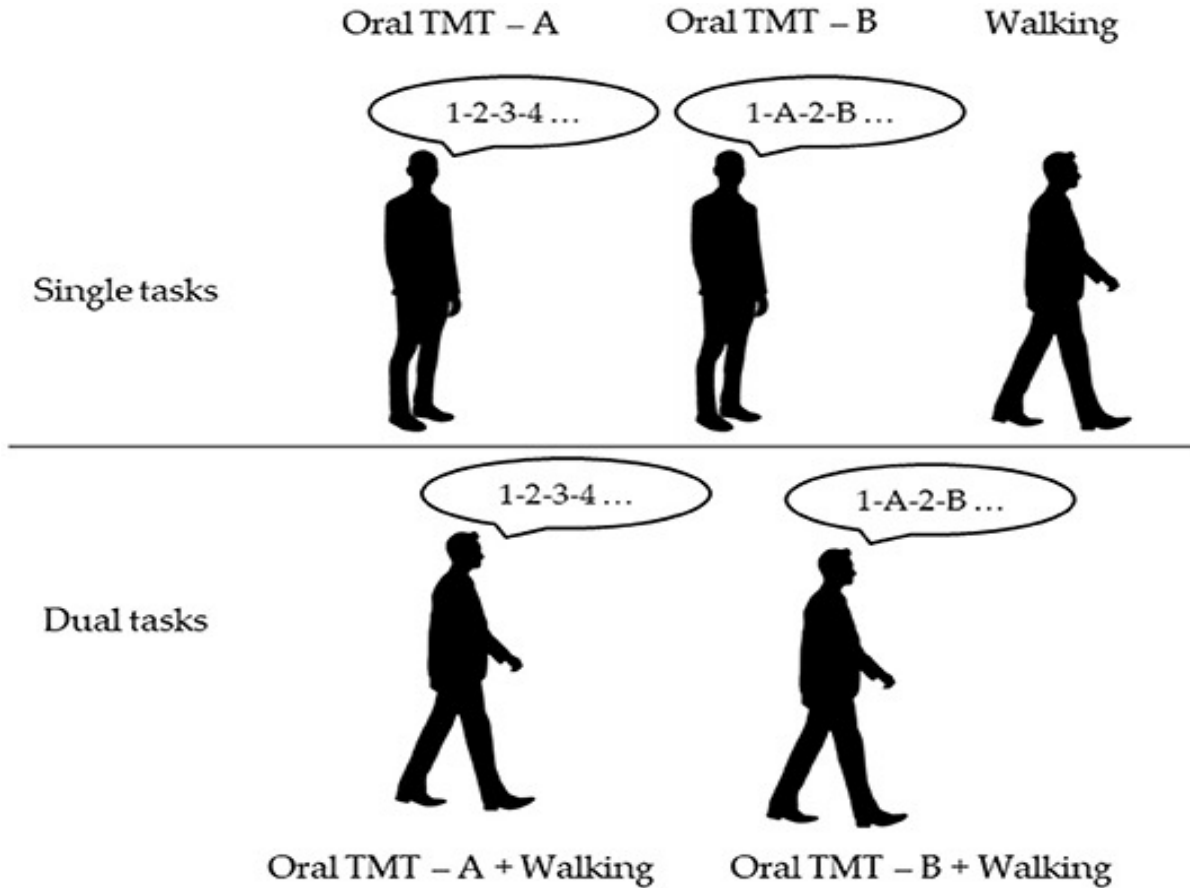 Oral TMT – A
Oral TMT – B
Walking
1-2-3-4 …
1-A-2-B …
Single tasks
1-2-3-4 …
1-A-2-B …
Dual tasks
Oral TMT – A + Walking
Oral TMT – B + Walking